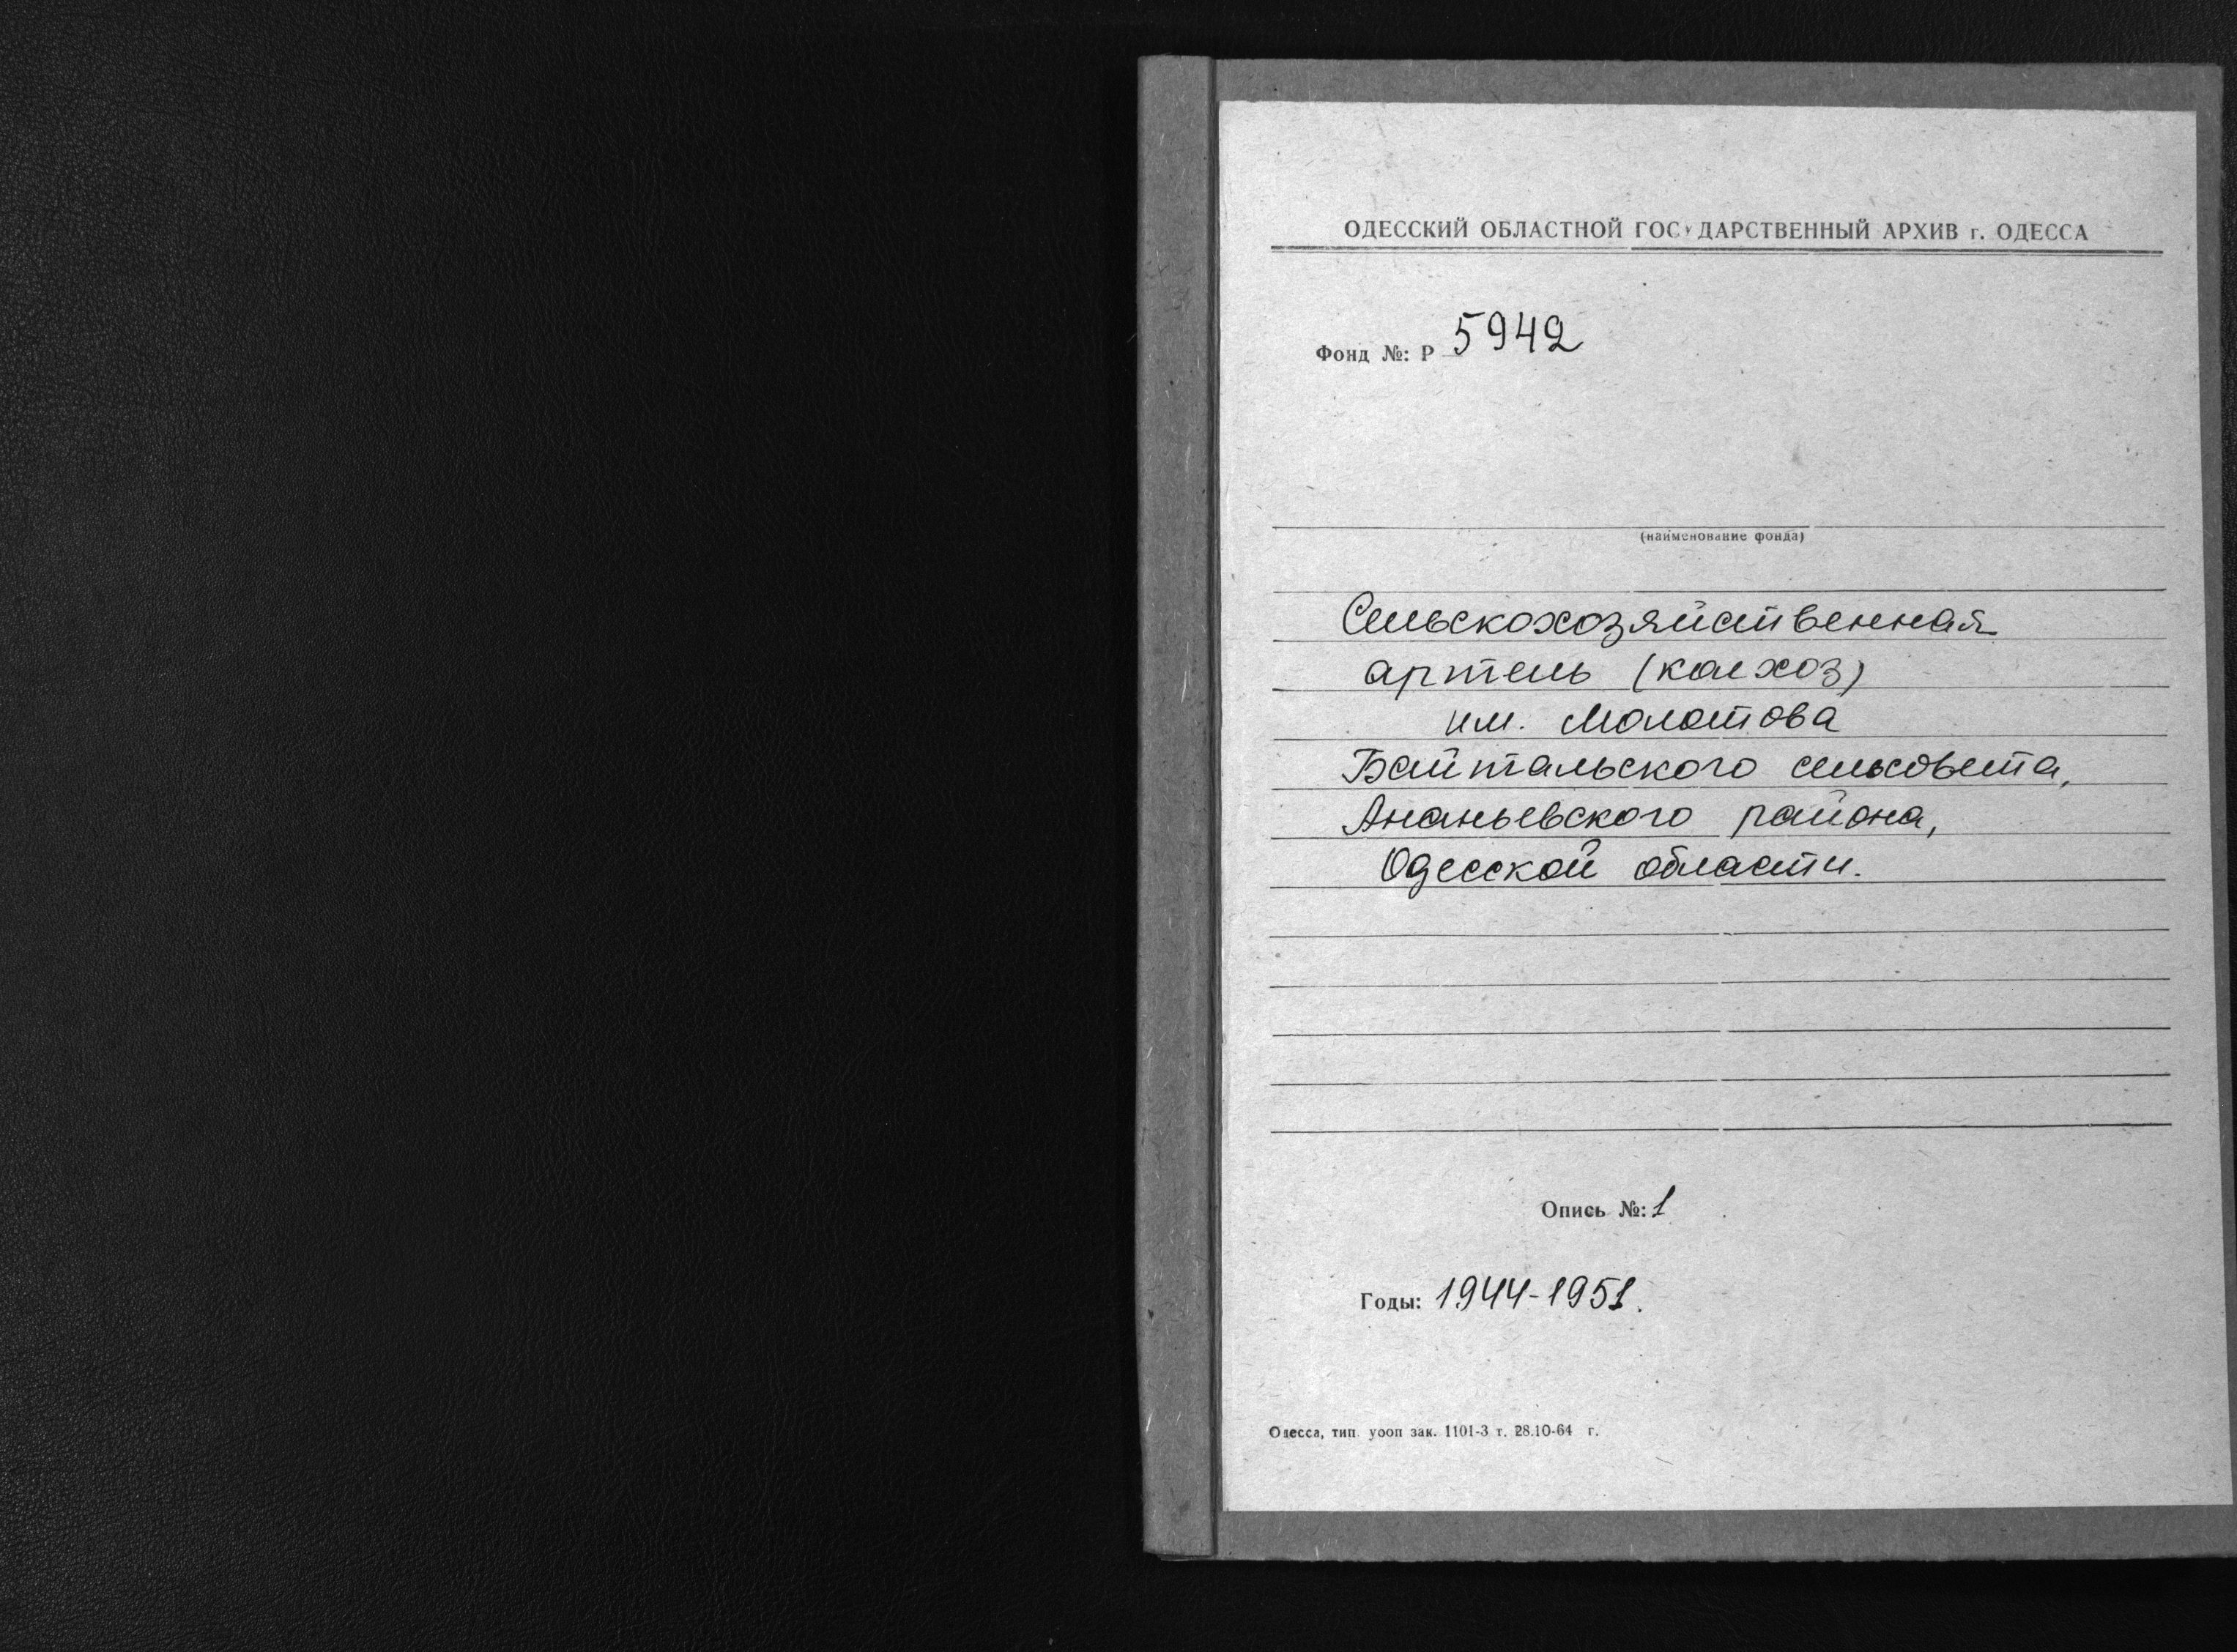 ОДЕССКИЙ ОБЛАСТНОЙ ГОСУДАРСТВЕННЫЙ АРХИВ г. ОДЕССА
Фонд №: Р 5942
(наименование фонда)
Сельскохозяйственная
артель (колхоз)
им. Молотова
Байтальского сельсовета,
Ананьевского района,
Одесской области.
Опись №: 1
Годы: 1944-1951.
Одесса, тип. уооп зак. 1101-3 т. 28.10-64 г.